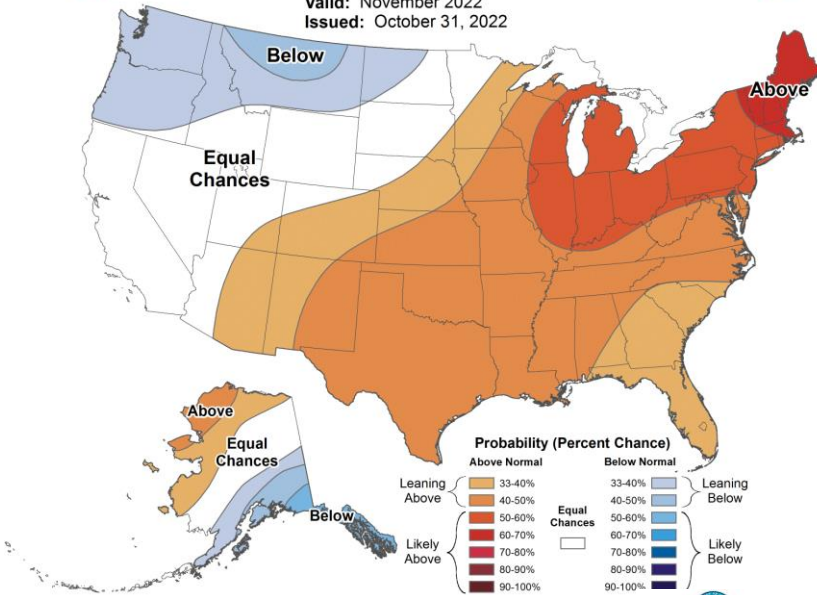 Valid: November 2022
Issued: October 31, 2022
Below
Above
Equal
Chances
Above
Equal
Chances
Below
Probability (Percent Chance)
Above Normal
Below Normal
Leaning
Above
33-40%
40-50%
Likely
Above
50-60%
60-70%
70-80%
80-90%
90-100%
Equal
Chances
33-40%
40-50%
Leaning
Below
50-60%
60-70%
70-80%
80-90%
90-100%
Likely
Below